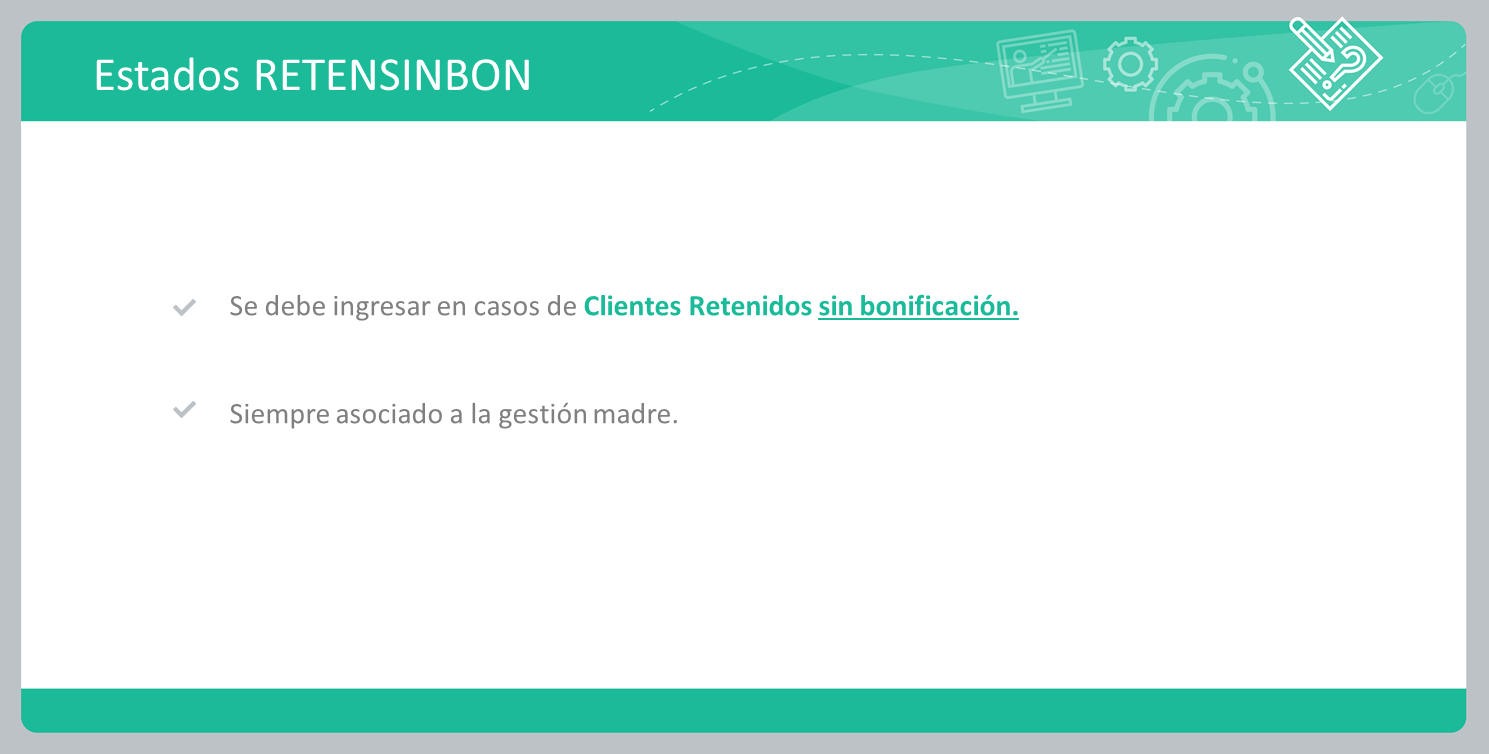 Estados RETENSINBON
Se debe ingresar en casos de Clientes Retenidos sin bonificación.
Siempre asociado a la gestión madre.